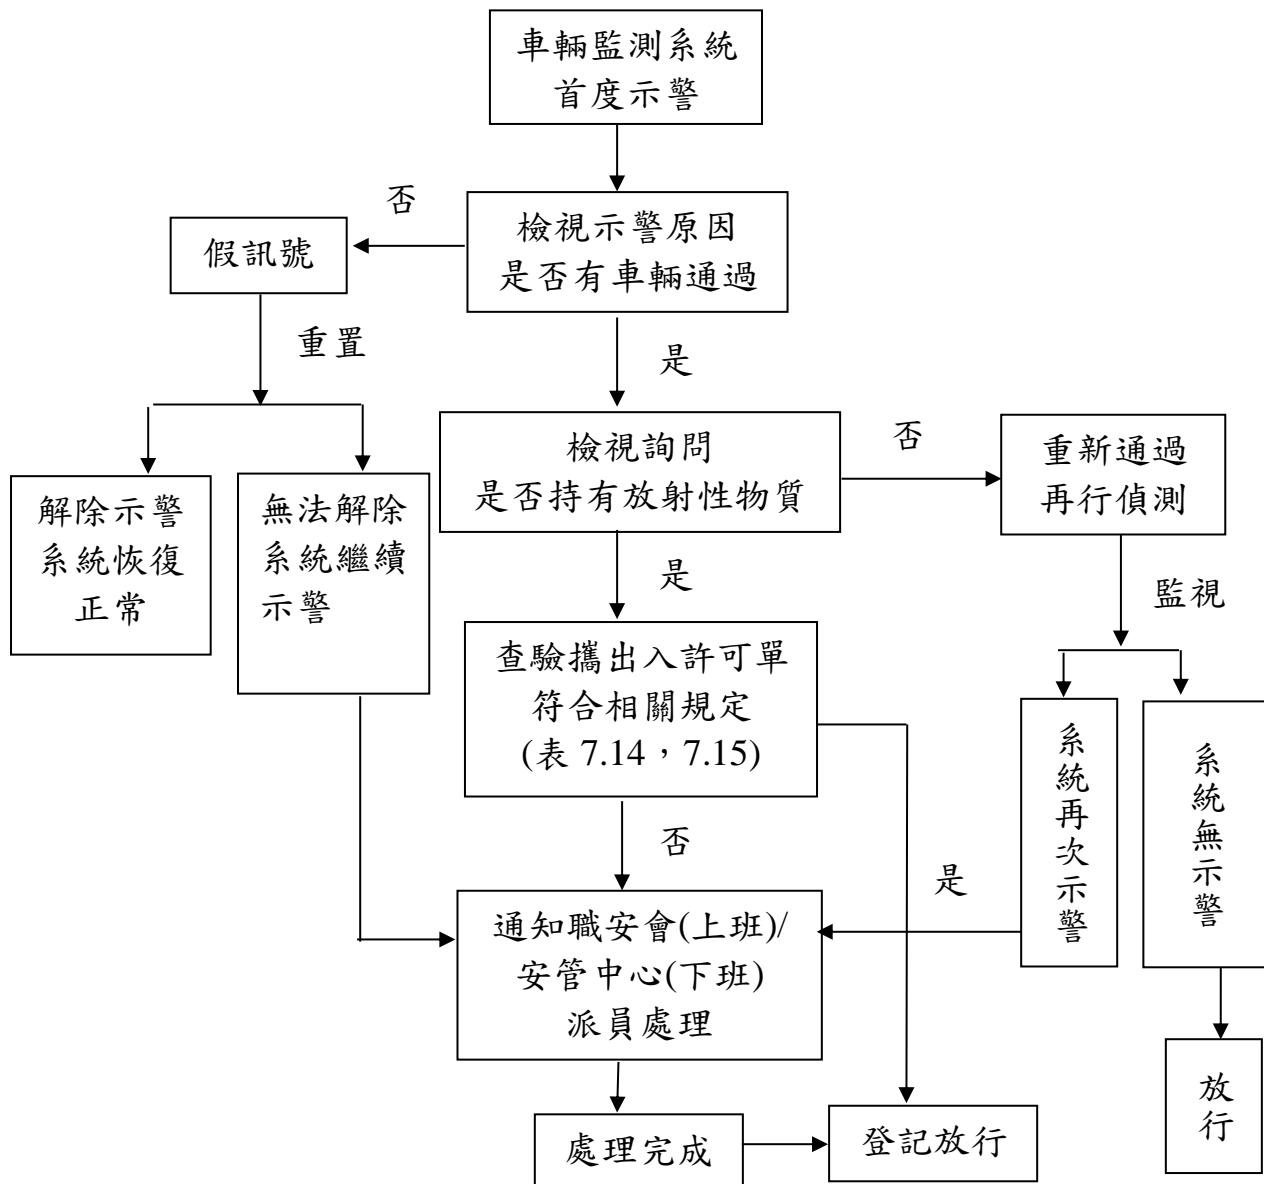 車輛監測系統
首度示警
否
檢視示警原因
是否有車輛通過
假訊號
重置
是
檢視詢問
是否持有放射性物質
否
重新通過
再行偵測
解除示警
系統恢復
正常
無法解除
系統繼續
示警
是
監視
查驗攜出入許可單
符合相關規定
(表 7.14,7.15)
系統再次示警
系統無示警
否
是
通知職安會(上班)/
安管中心(下班)
派員處理
放行
處理完成
登記放行